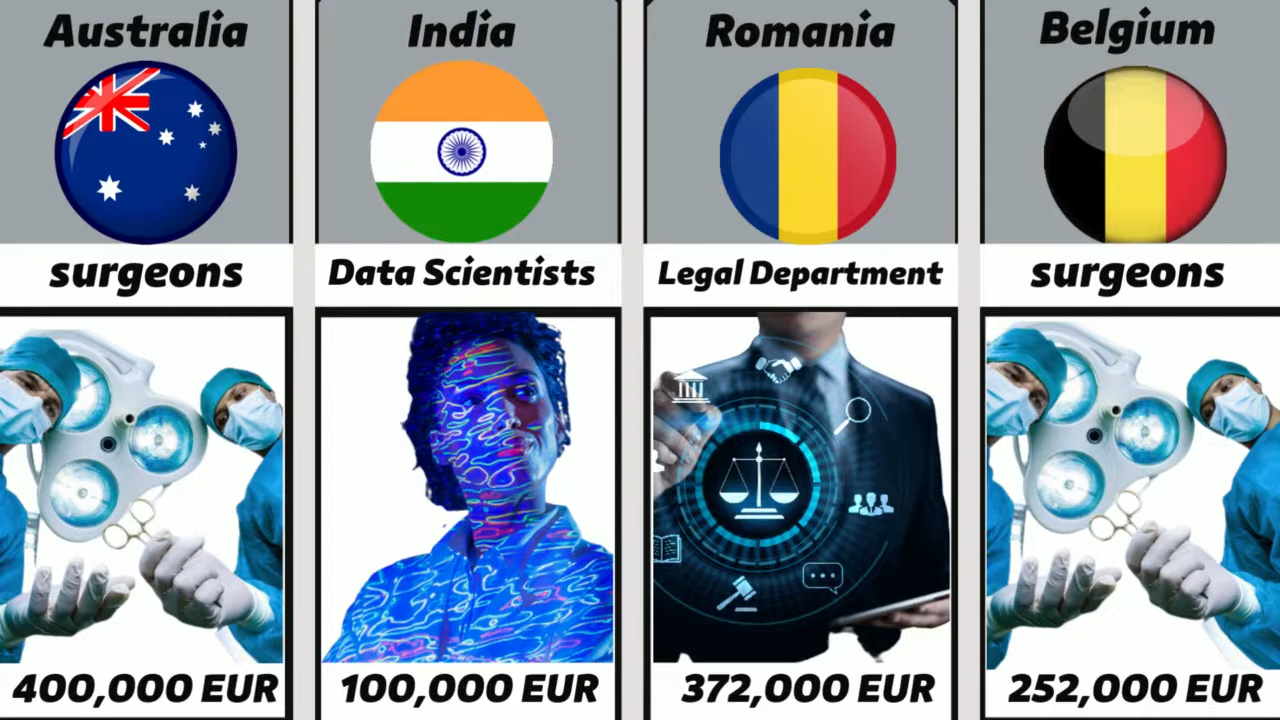 Australia
India
Romania
Belgium
surgeons
Data Scientists
Legal Department
surgeons
400,000 EUR
100,000 EUR
372,000 EUR
252,000 EUR